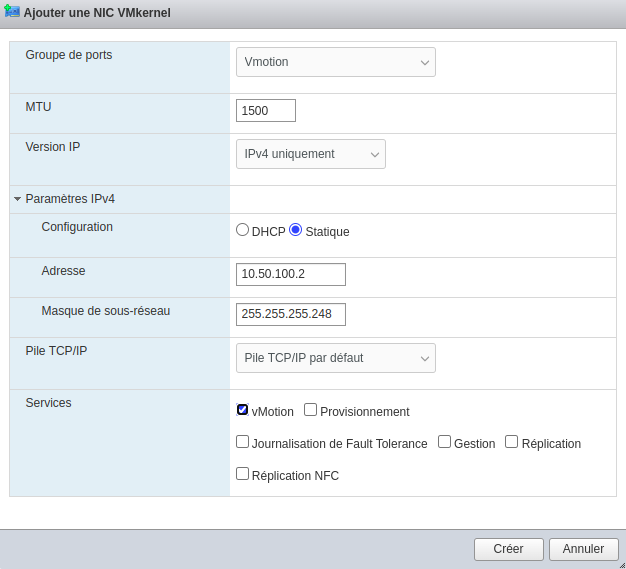 Ajouter une NIC VMkernel
Groupe de ports
Vmotion
MTU
1500
Version IP
IPv4 uniquement
Paramètres IPv4
Configuration
DHCP Statique
Adresse
10.50.100.2
Masque de sous-réseau
255.255.255.248
Pile TCP/IP
Pile TCP/IP par défaut
Services
vMotion Provisionnement
Journalisation de Fault Tolerance Gestion Réplication
Réplication NFC
Créer Annuler